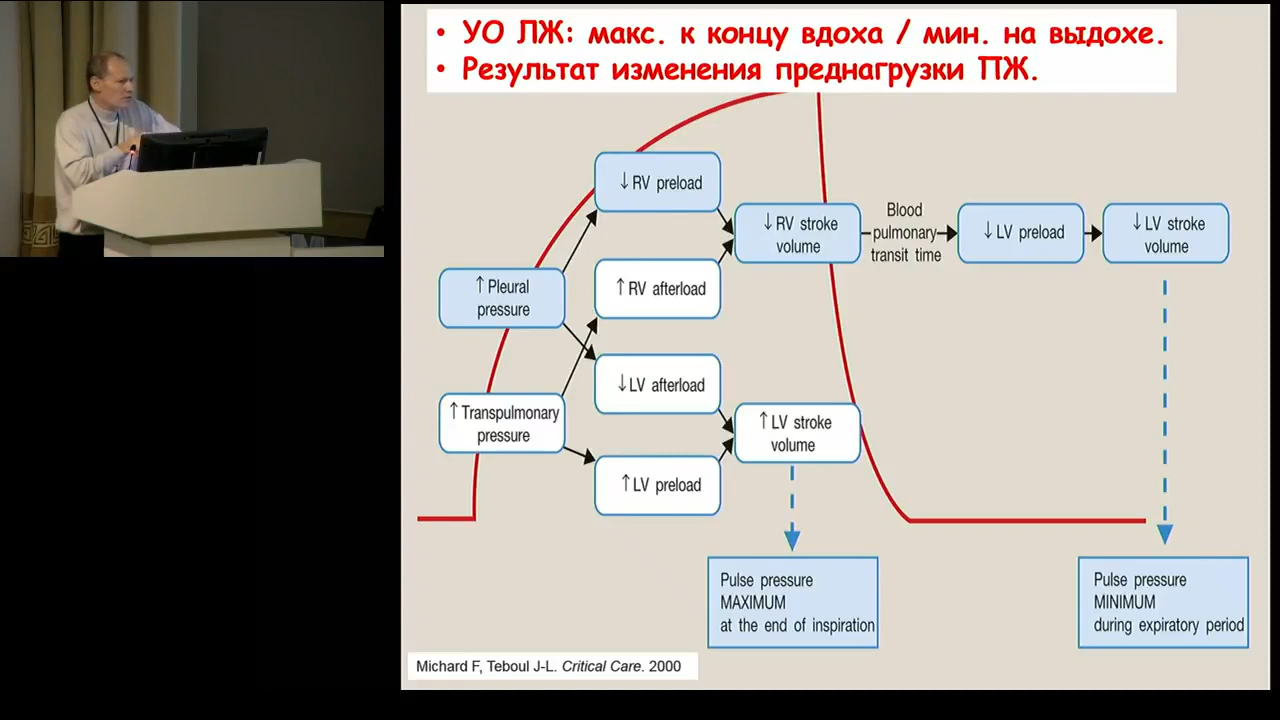 • УО ЛЖ: макс. к концу вдоха / мин. на выдохе.
• Результат изменения преднагрузки ПЖ.
↓ RV preload
↓ RV stroke
volume
Blood
pulmonary
transit time
↓ LV preload
↓ LV stroke
volume
↑ Pleural
pressure
↑ RV afterload
↓ LV afterload
↑ Transpulmonary
pressure
↑ LV stroke
volume
↑ LV preload
Pulse pressure
MAXIMUM
at the end of inspiration
Pulse pressure
MINIMUM
during expiratory period
Michard F, Teboul J-L. Critical Care. 2000